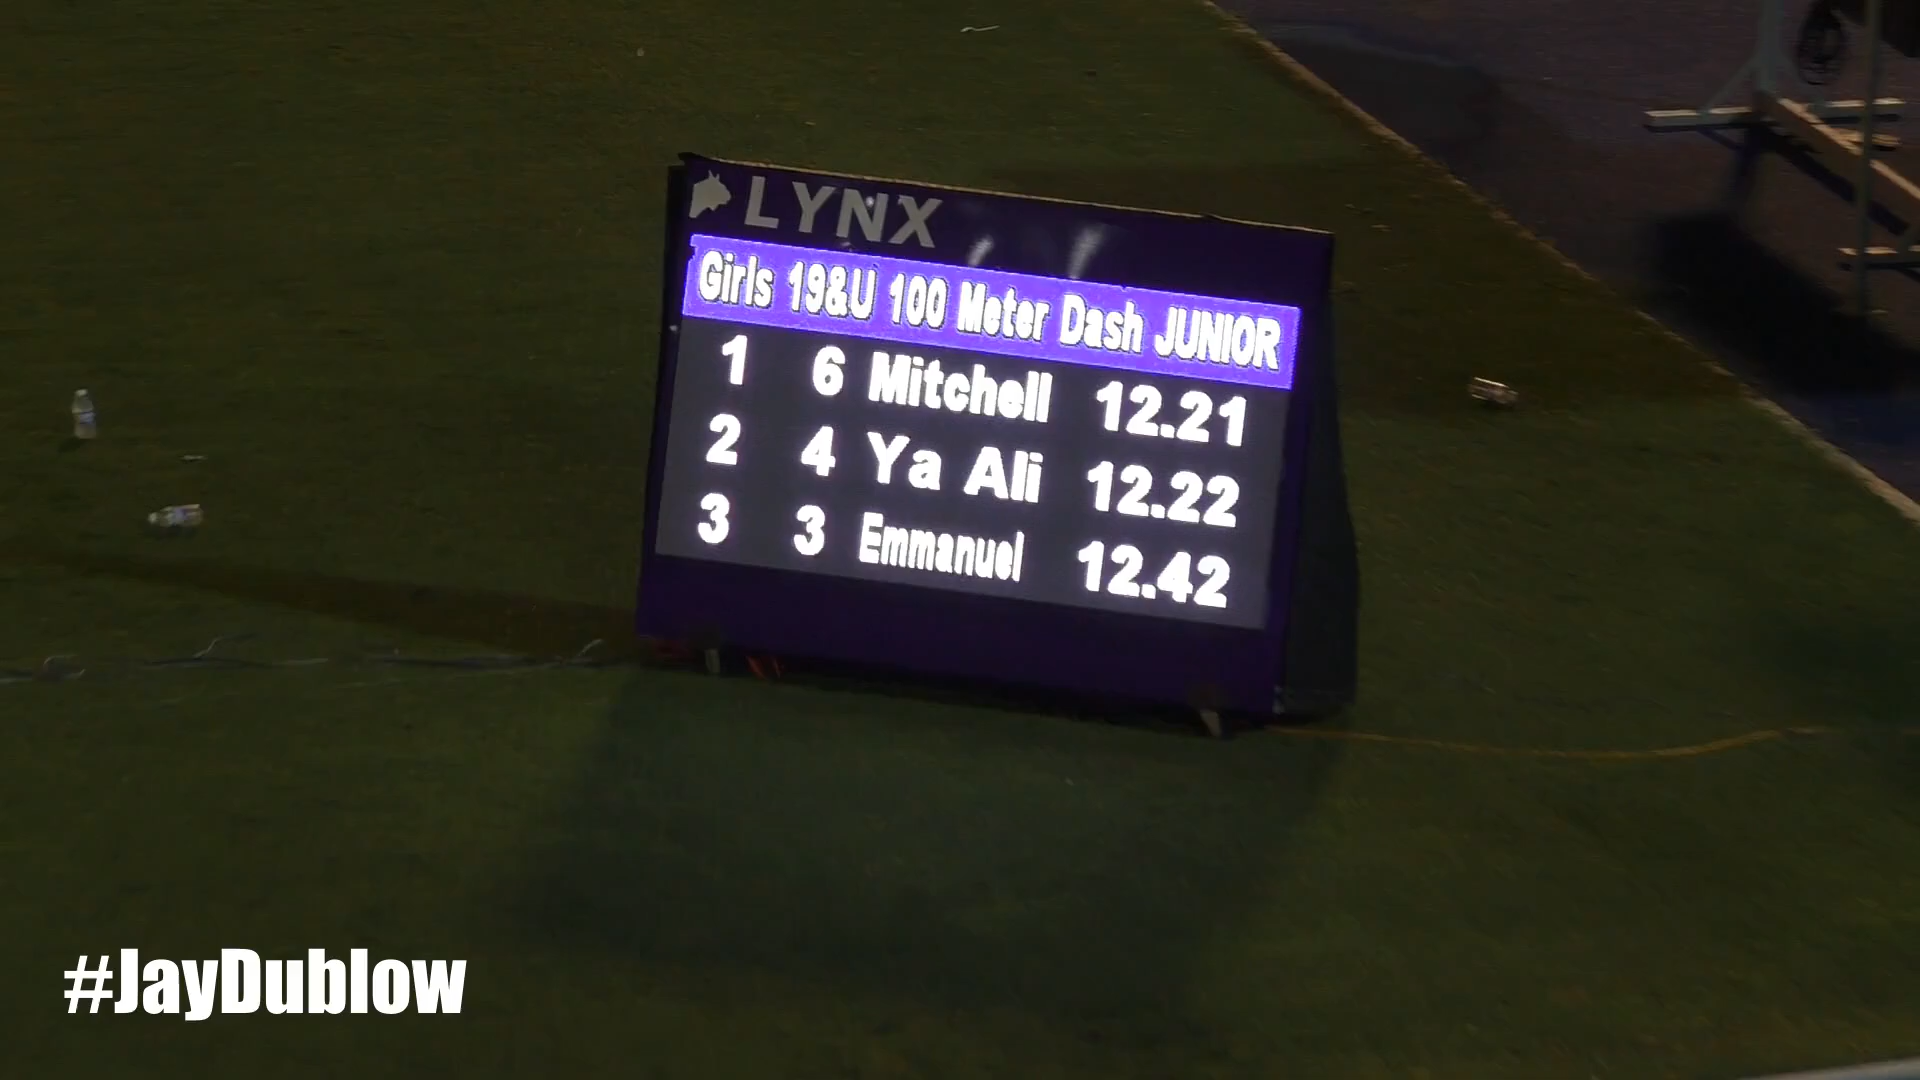 LYNX
Girls 19&U 100 Meter Dash JUNIOR
1 6 Mitchell 12.21
2 4 Ya Ali 12.22
3 3 Emmanuel 12.42
#JayDublow